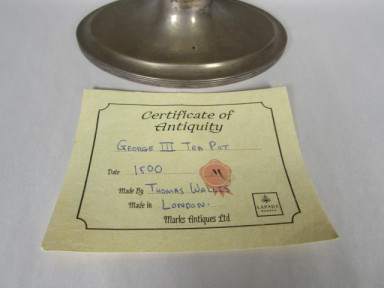 Certificate of
Antiquity
GEORGE III TEA POT
Date 1800
Made By THOMAS WALLIS
Made in LONDON.
Marks Antiques Ltd
LAPADA